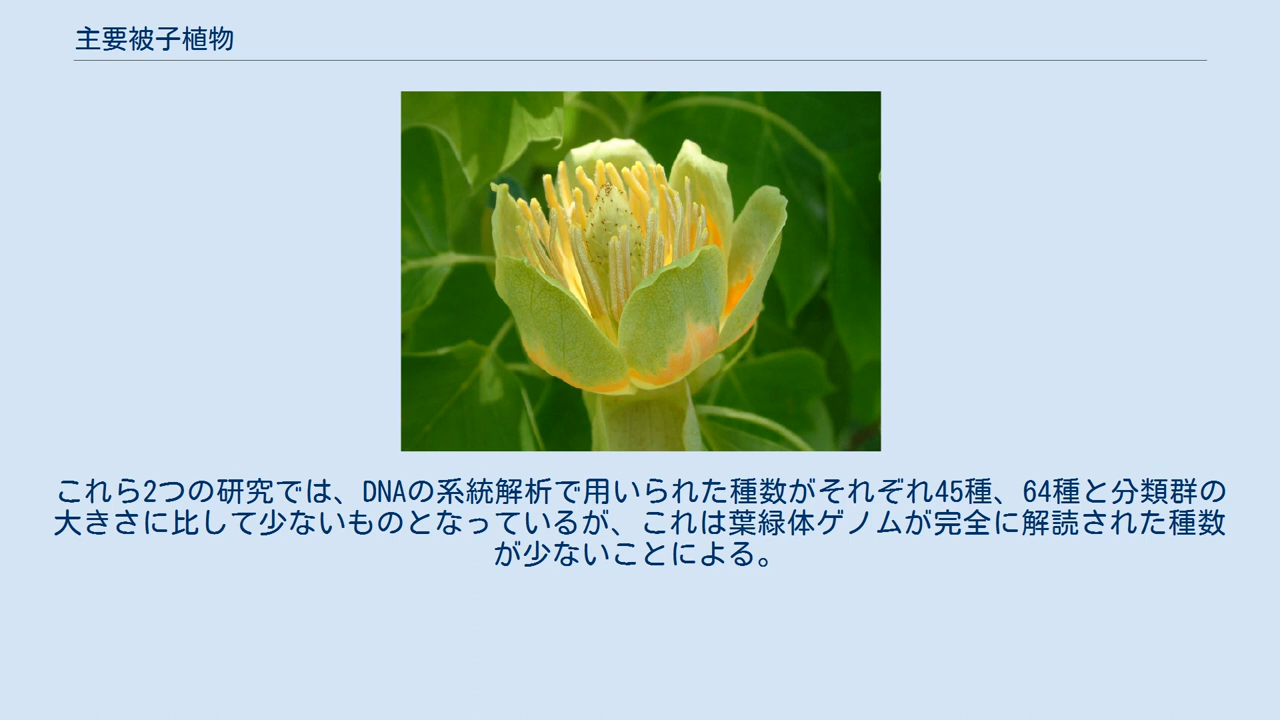 主要被子植物
これら2つの研究では、DNAの系統解析で用いられた種数がそれぞれ45種、64種と分類群の
大きさに比して少ないものとなっているが、これは葉緑体ゲノムが完全に解読された種数
が少ないことによる。